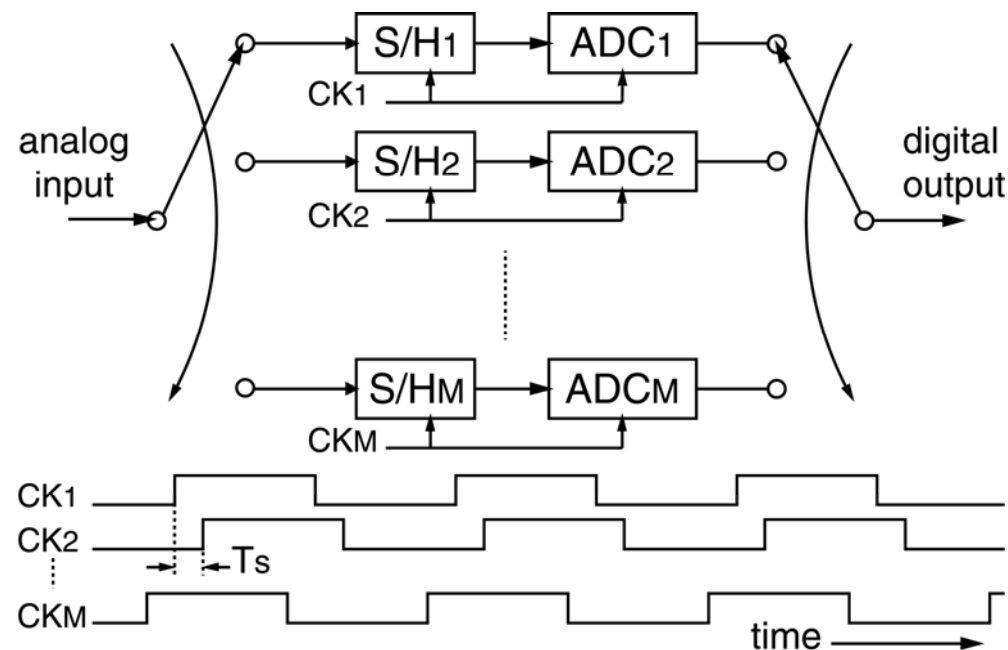 S/H1 ADC1
CK1
analog input
digital output
S/H2 ADC2
CK2
S/HM ADCM
CKM
CK1
CK2
Ts
CKM
time